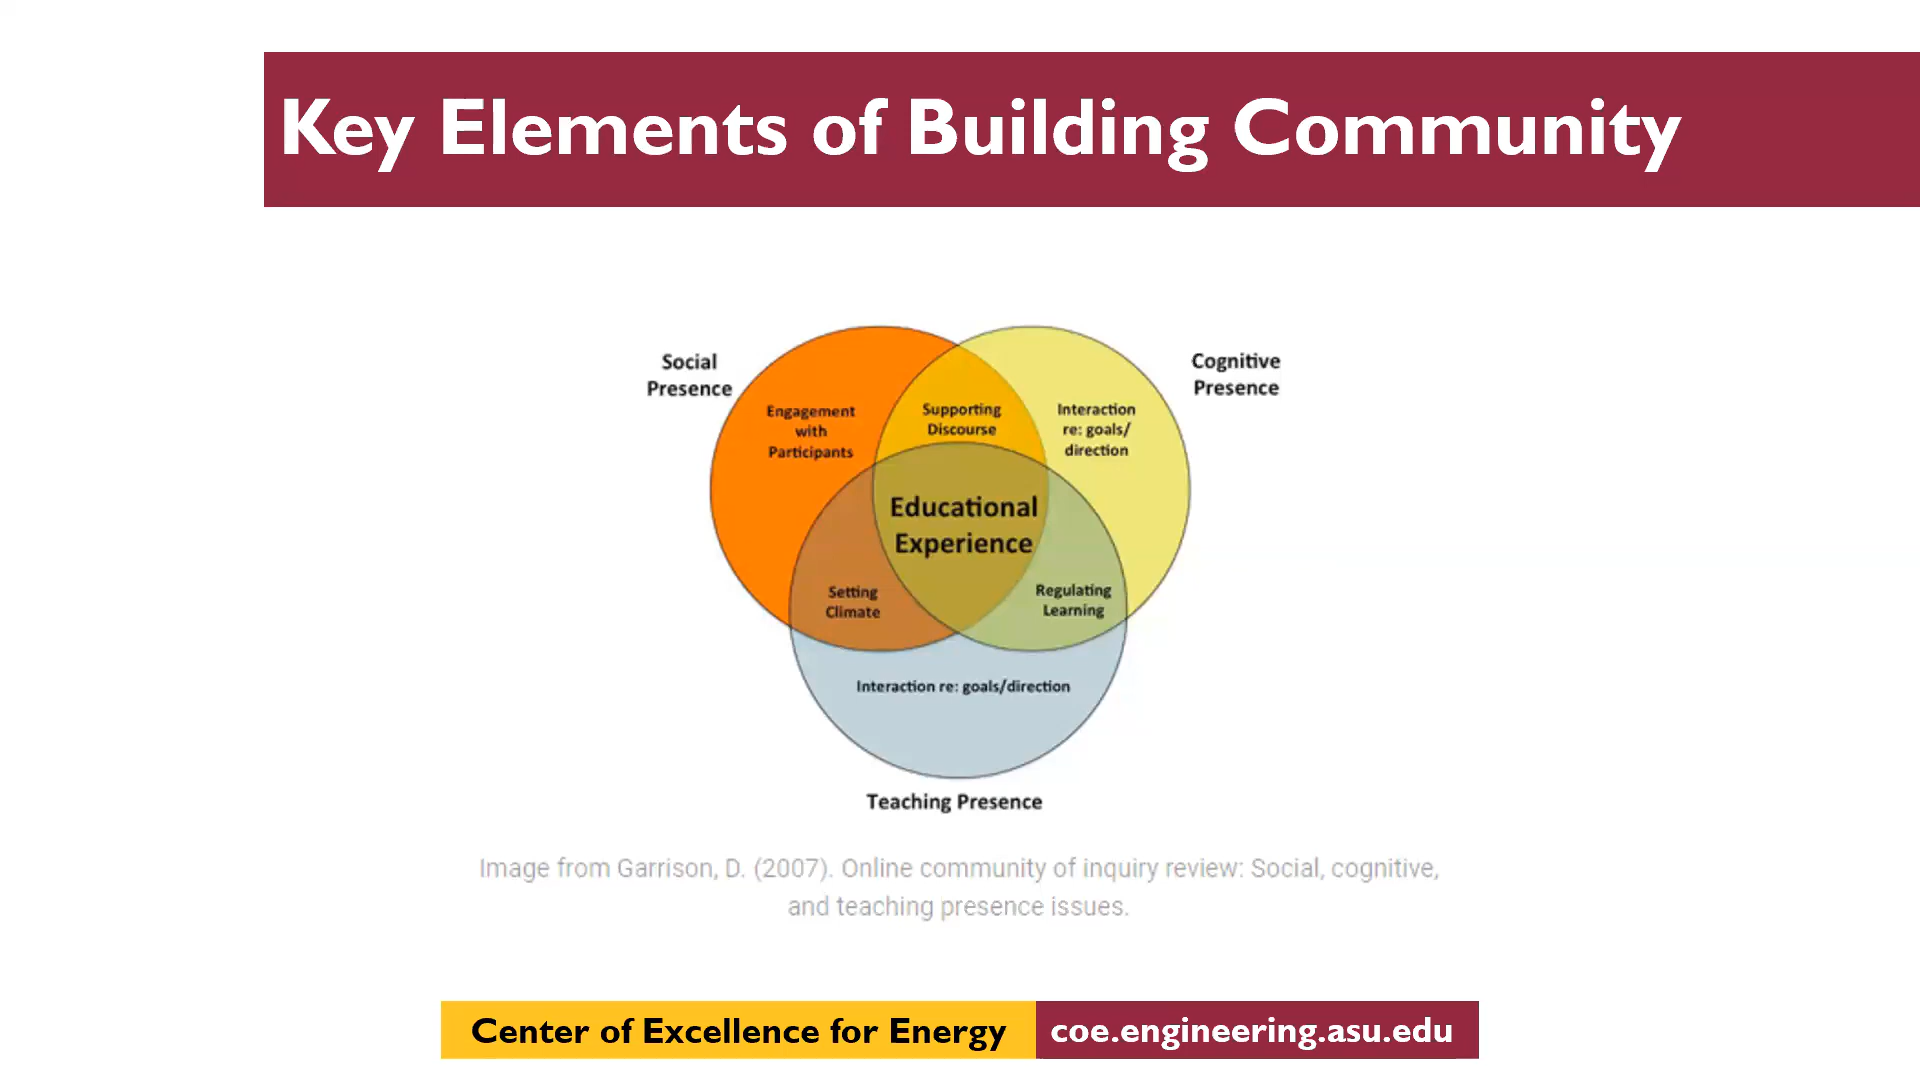 Key Elements of Building Community
Social
Presence
Cognitive
Presence
Engagement
with
Participants
Supporting
Discourse
Interaction
re: goals/
direction
Educational
Experience
Setting
Climate
Regulating
Learning
Interaction re: goals/direction
Teaching Presence
Image from Garrison, D. (2007). Online community of inquiry review: Social, cognitive,
and teaching presence issues.
Center of Excellence for Energy
coe.engineering.asu.edu